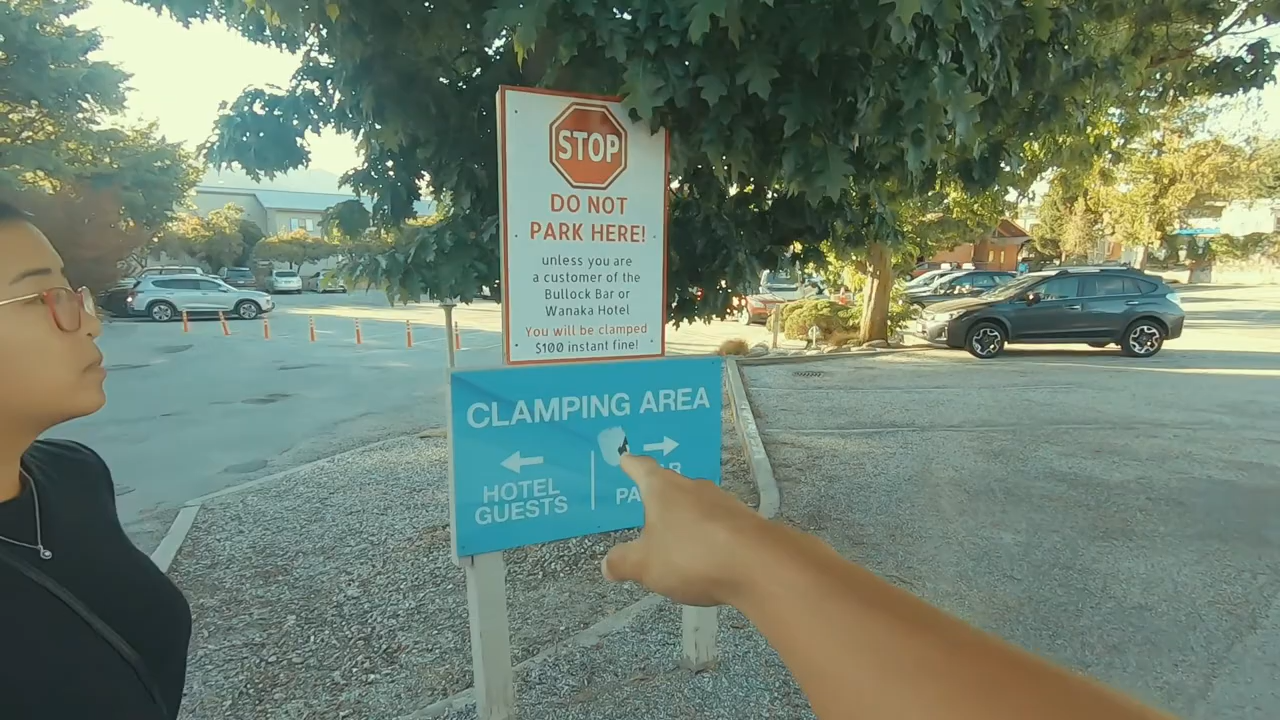 STOP
DO NOT
PARK HERE!
unless you are
a customer of the
Bullock Bar or
Wanaka Hotel
You will be clamped
$100 instant fine!
CLAMPING AREA
HOTEL
GUESTS